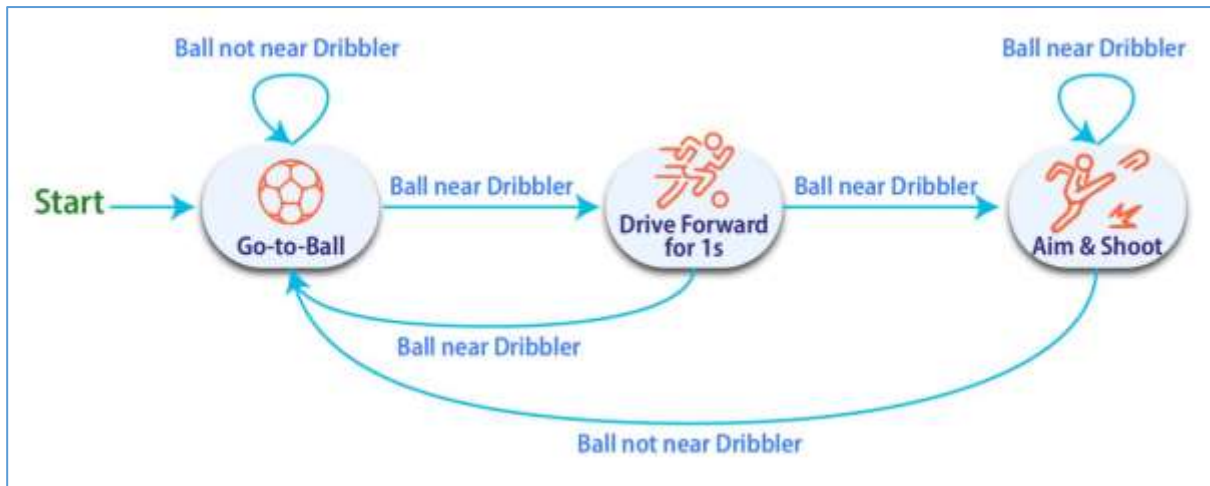 Ball not near Dribbler
Ball near Dribbler
Start
Go-to-Ball
Ball near Dribbler
Drive Forward
for 1s
Ball near Dribbler
Aim & Shoot
Ball near Dribbler
Ball not near Dribbler